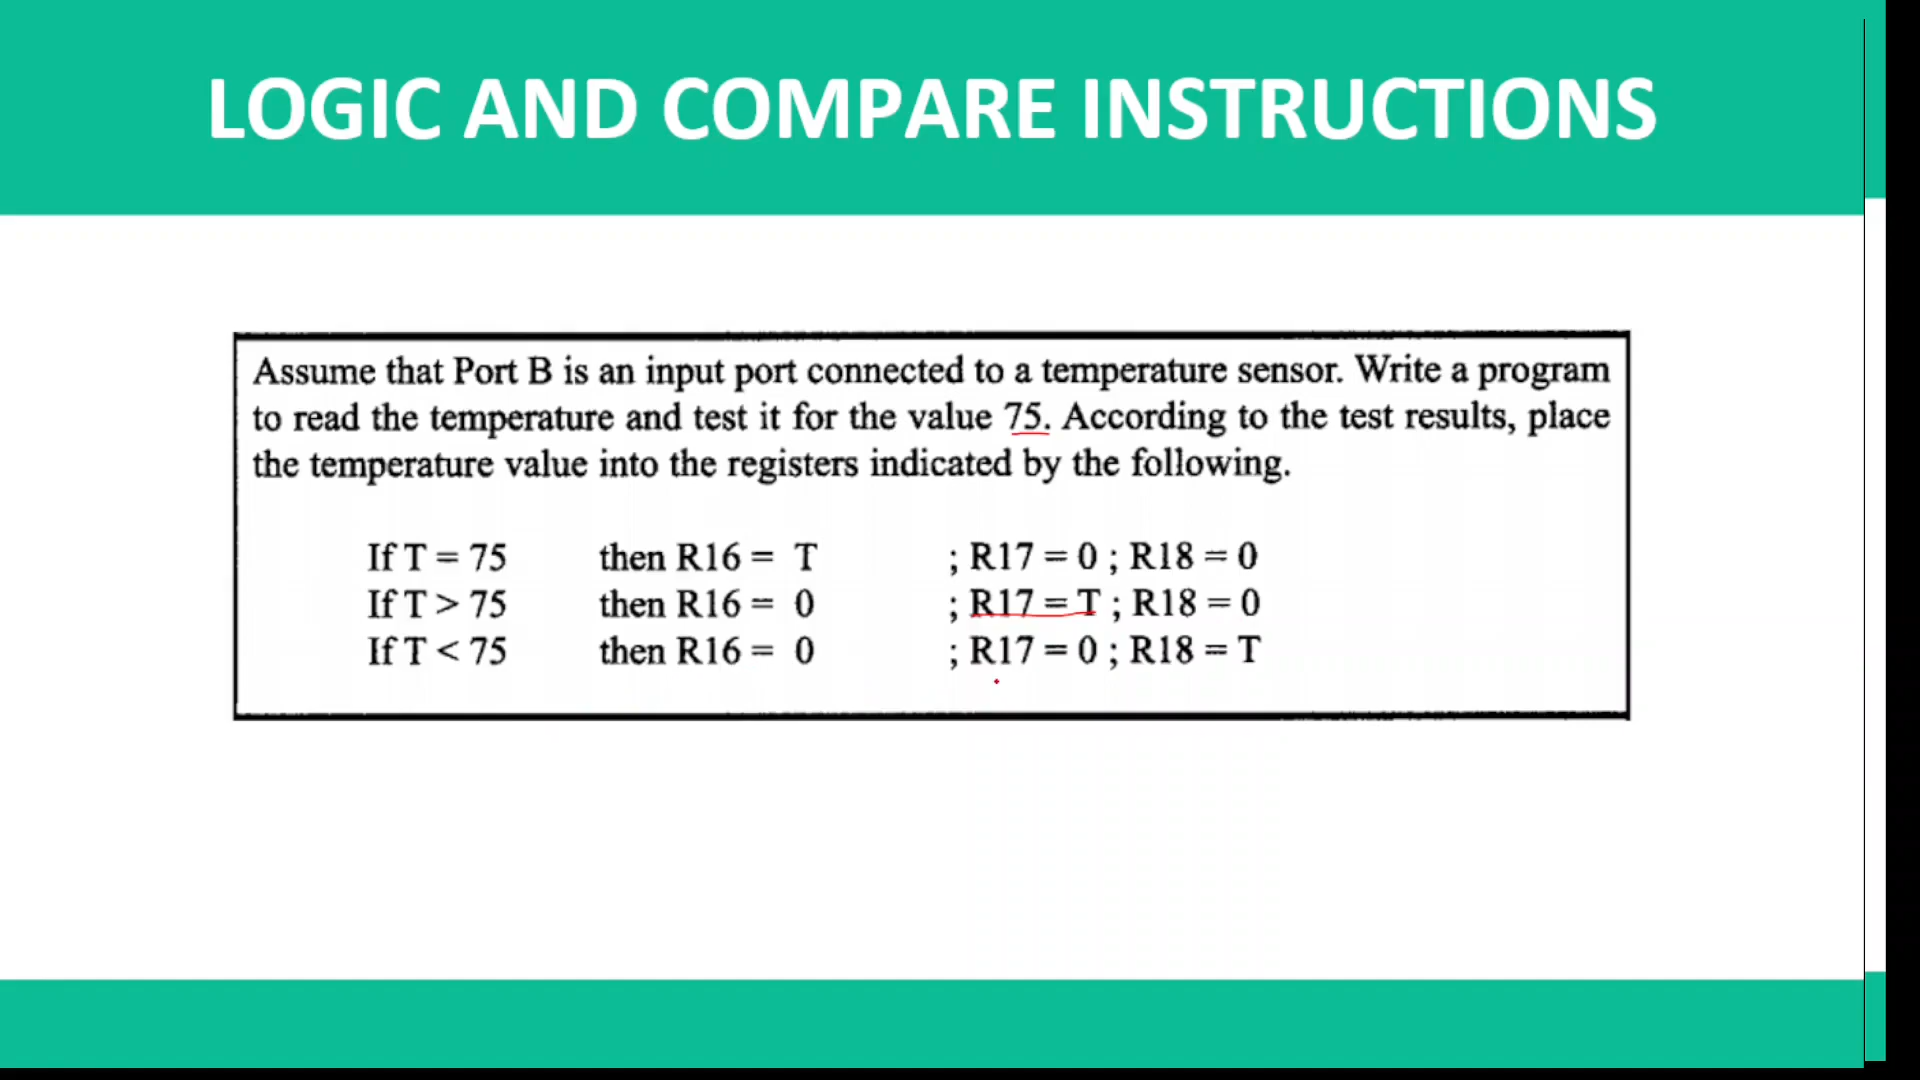 LOGIC AND COMPARE INSTRUCTIONS
Assume that Port B is an input port connected to a temperature sensor. Write a program
to read the temperature and test it for the value 75. According to the test results, place
the temperature value into the registers indicated by the following.
If T = 75 then R16 = T ; R17 = 0 ; R18 = 0
If T > 75 then R16 = 0 ; R17 = T ; R18 = 0
If T < 75 then R16 = 0 ; R17 = 0 ; R18 = T